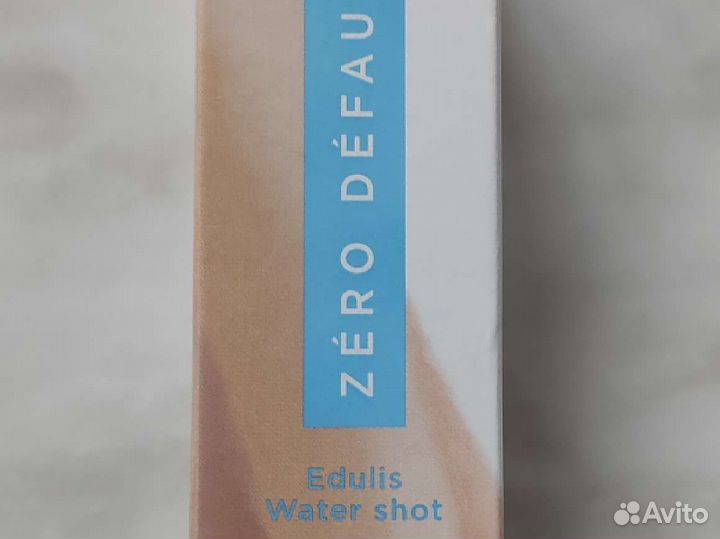 ZÉRO DÉFAU
Edulis
Water shot
Avito